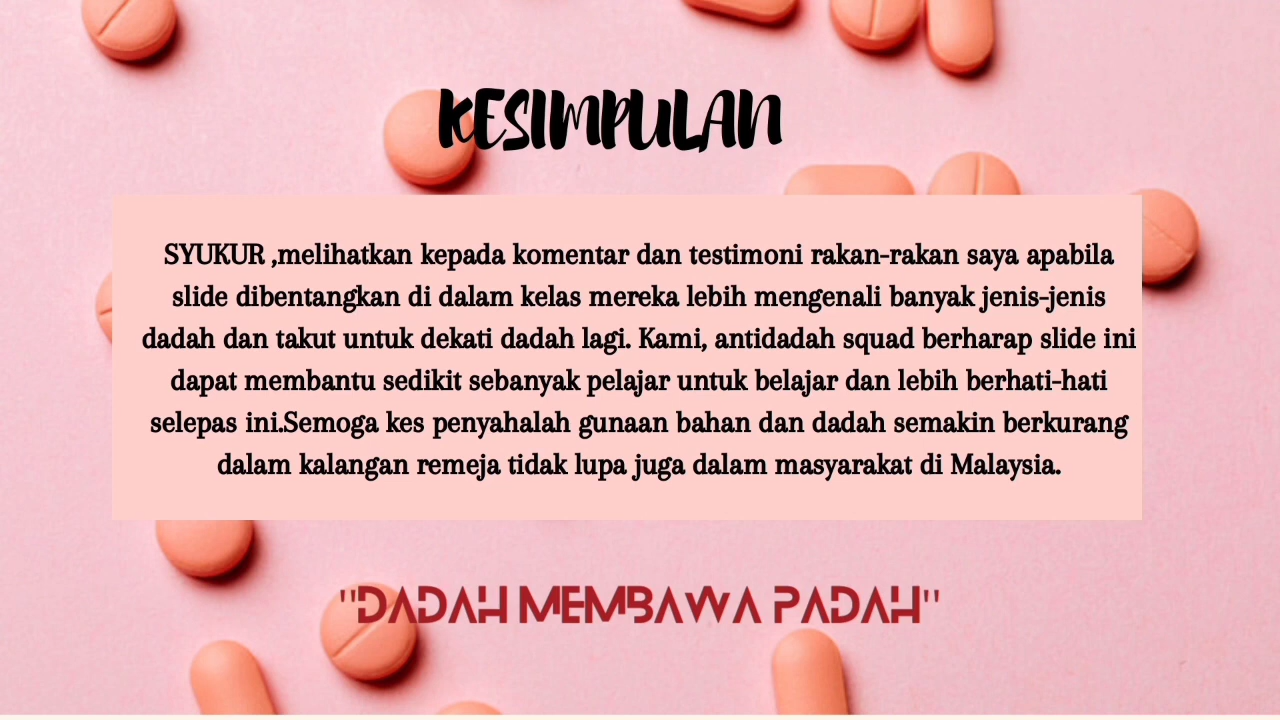 KESIMPULAN
SYUKUR ,melihatkan kepada komentar dan testimoni rakan-rakan saya apabila
slide dibentangkan di dalam kelas mereka lebih mengenali banyak jenis-jenis
dadah dan takut untuk dekati dadah lagi. Kami, antidadah squad berharap slide ini
dapat membantu sedikit sebanyak pelajar untuk belajar dan lebih berhati-hati
selepas ini.Semoga kes penyahalah gunaan bahan dan dadah semakin berkurang
dalam kalangan remeja tidak lupa juga dalam masyarakat di Malaysia.
"DADAH MEMBAWA PADAH"